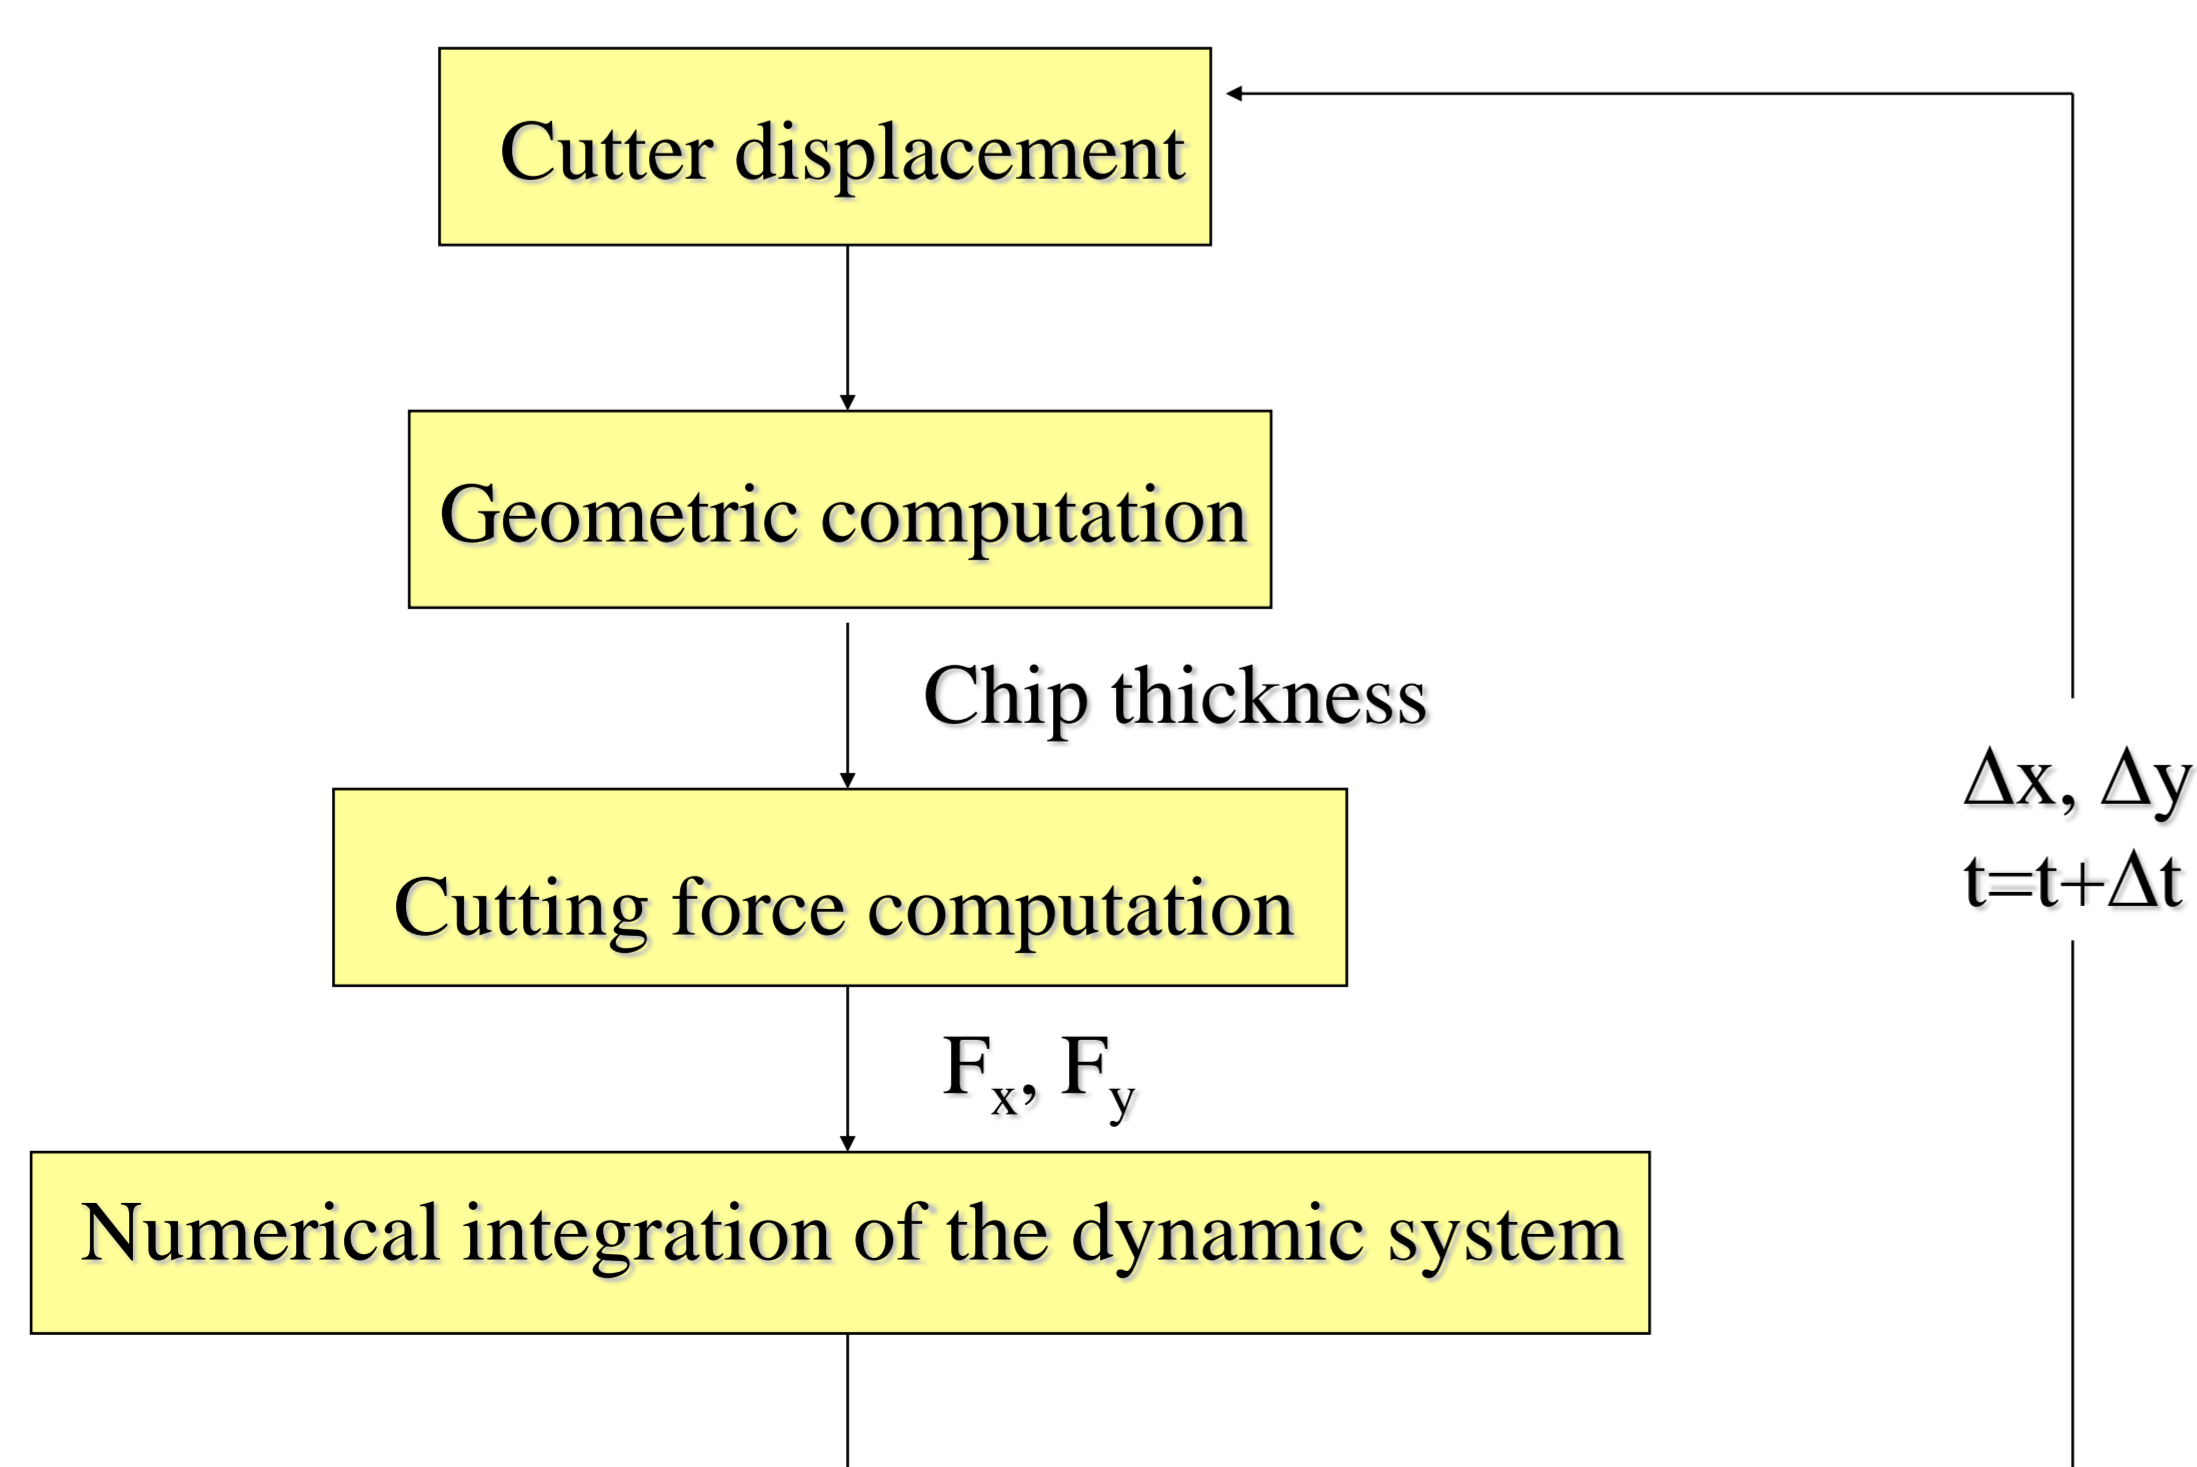 Cutter displacement
Geometric computation
Chip thickness
Δx, Δy
t=t+Δt
Cutting force computation
Fx, Fy
Numerical integration of the dynamic system